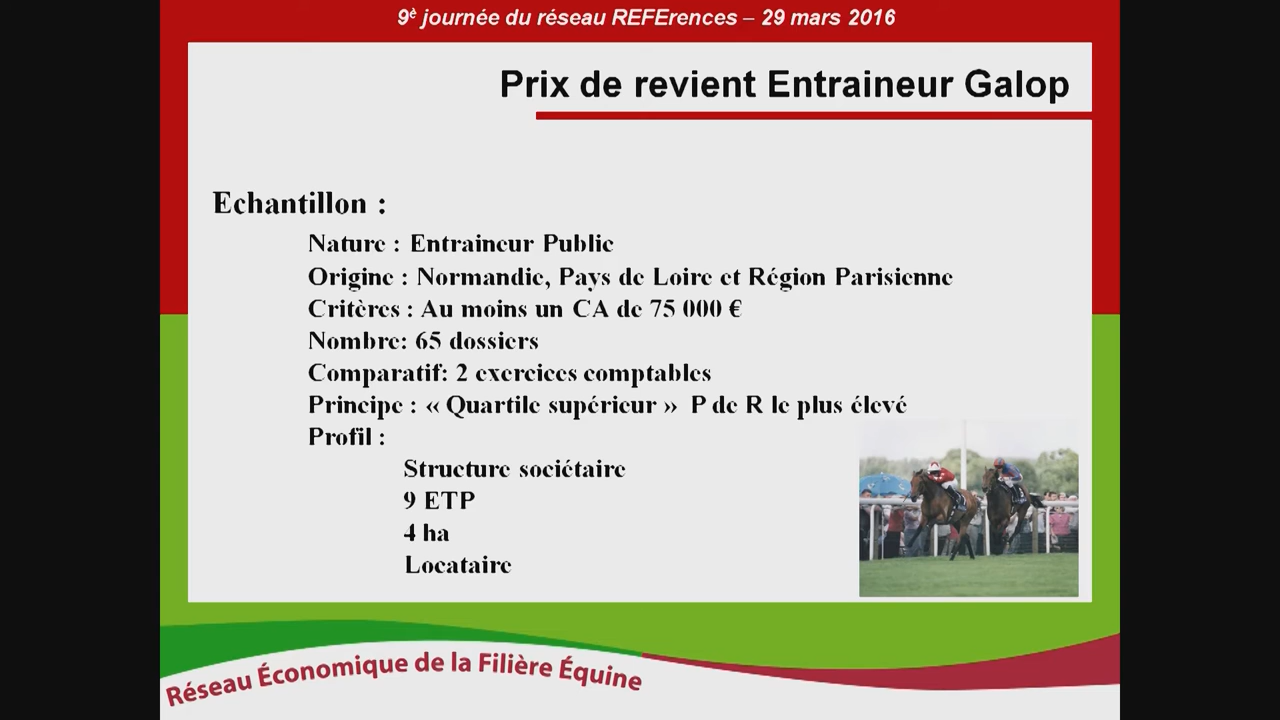 9è journée du réseau REFErences – 29 mars 2016
Prix de revient Entraineur Galop
Echantillon :
Nature : Entraineur Public
Origine : Normandie, Pays de Loire et Région Parisienne
Critères : Au moins un CA de 75 000 €
Nombre: 65 dossiers
Comparatif: 2 exercices comptables
Principe : « Quartile supérieur » P de R le plus élevé
Profil :
Structure sociétaire
9 ETP
4 ha
Locataire
Réseau Économique de la Filière Équine